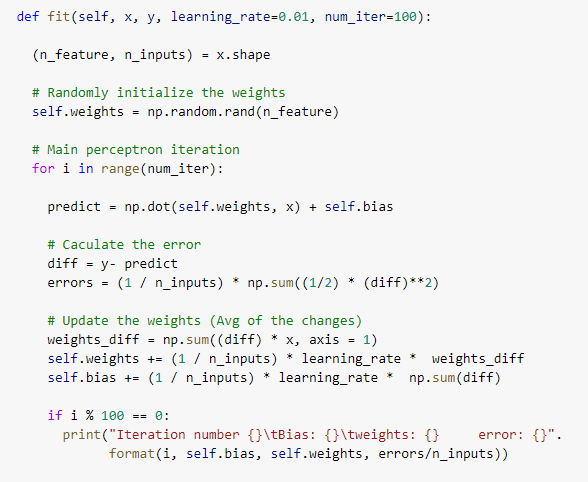 def fit(self, x, y, learning_rate=0.01, num_iter=100):
(n_feature, n_inputs) = x.shape
# Randomly initialize the weights
self.weights = np.random.rand(n_feature)
# Main perceptron iteration
for i in range(num_iter):
predict = np.dot(self.weights, x) + self.bias
# Caculate the error
diff = y- predict
errors = (1 / n_inputs) * np.sum((1/2) * (diff)**2)
# Update the weights (Avg of the changes)
weights_diff = np.sum((diff) * x, axis = 1)
self.weights += (1 / n_inputs) * learning_rate *  weights_diff
self.bias += (1 / n_inputs) * learning_rate *  np.sum(diff)
if i % 100 == 0:
print("Iteration number {}\tBias: {}\tweights: {}     error: {}".
format(i, self.bias, self.weights, errors/n_inputs))